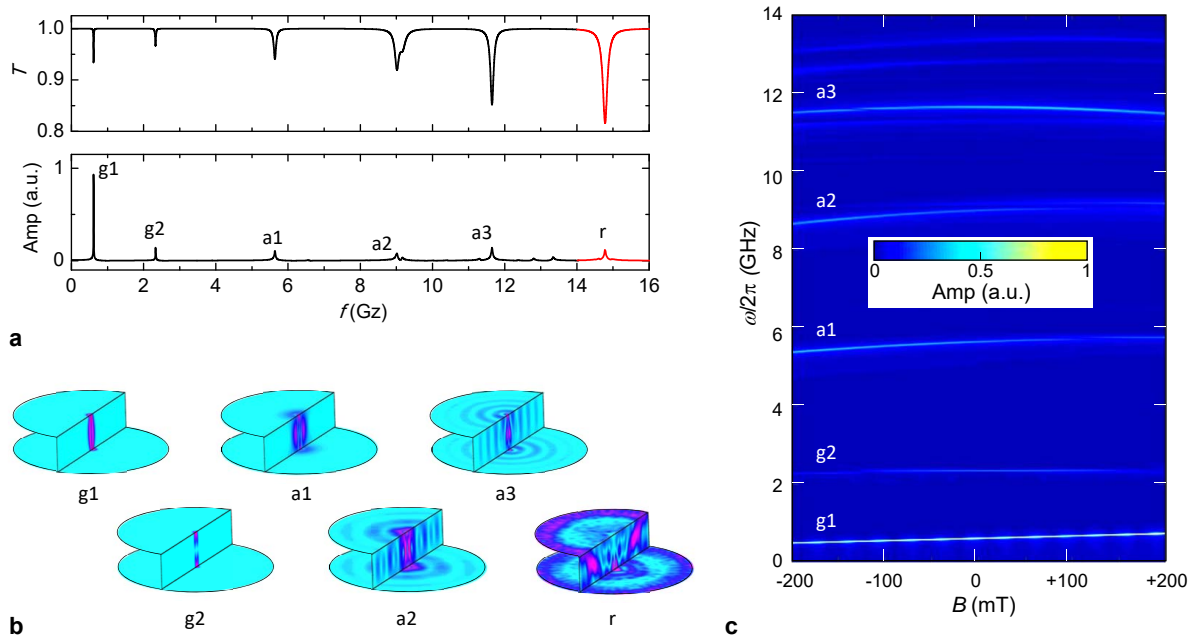 1.0
0.9
0.8
T
1
0
Amp (a.u.)
g1
g2
a1
a2
a3
r
0 2 4 6 8 10 12 14 16
f (Gz)
a
g1
a1
a3
g2
a2
r
b
14
12
10
8
6
4
2
0
ω/2π (GHz)
a3
a2
0 0.5 1
Amp (a.u.)
a1
g2
g1
-200 -100 0 +100 +200
B (mT)
c